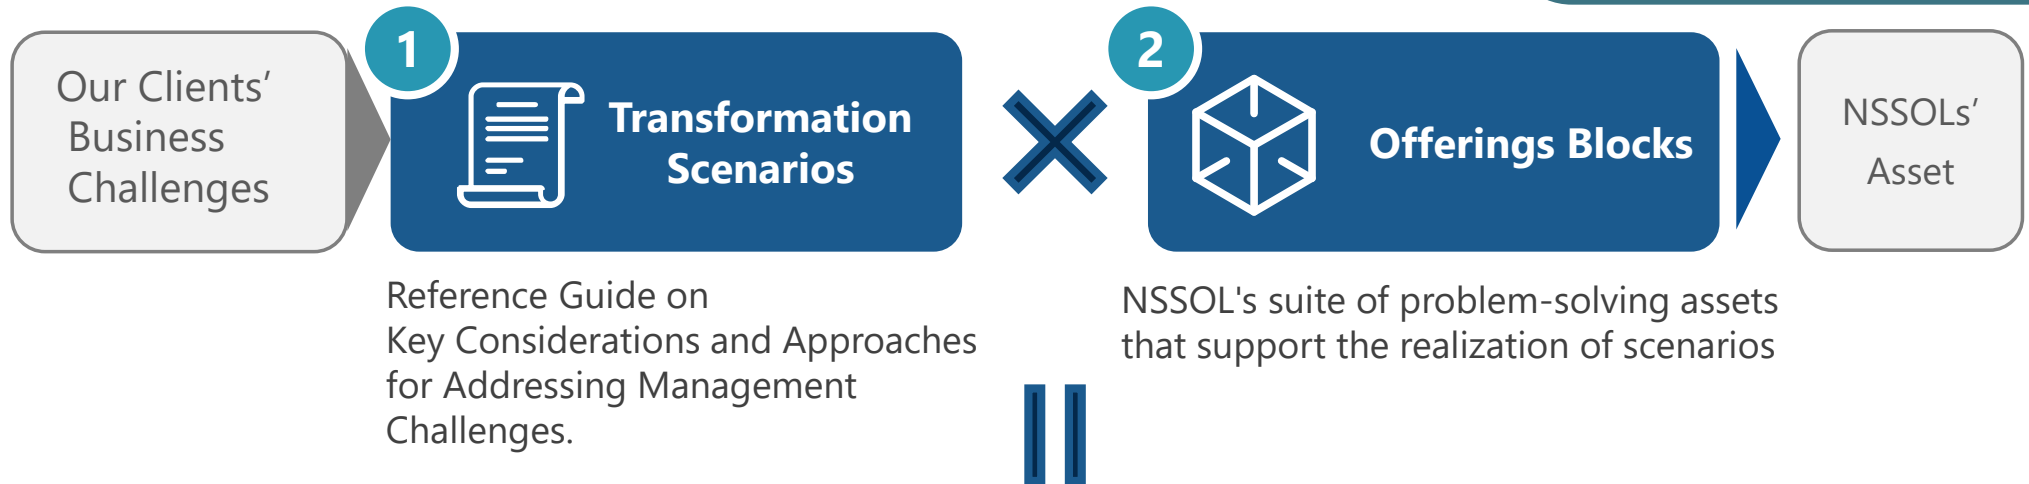 Our Clients’
Business
Challenges
1
Transformation
Scenarios
2
Offerings Blocks
NSSOLs’
Asset
Reference Guide on
Key Considerations and Approaches
for Addressing Management
Challenges.
NSSOL's suite of problem-solving assets
that support the realization of scenarios